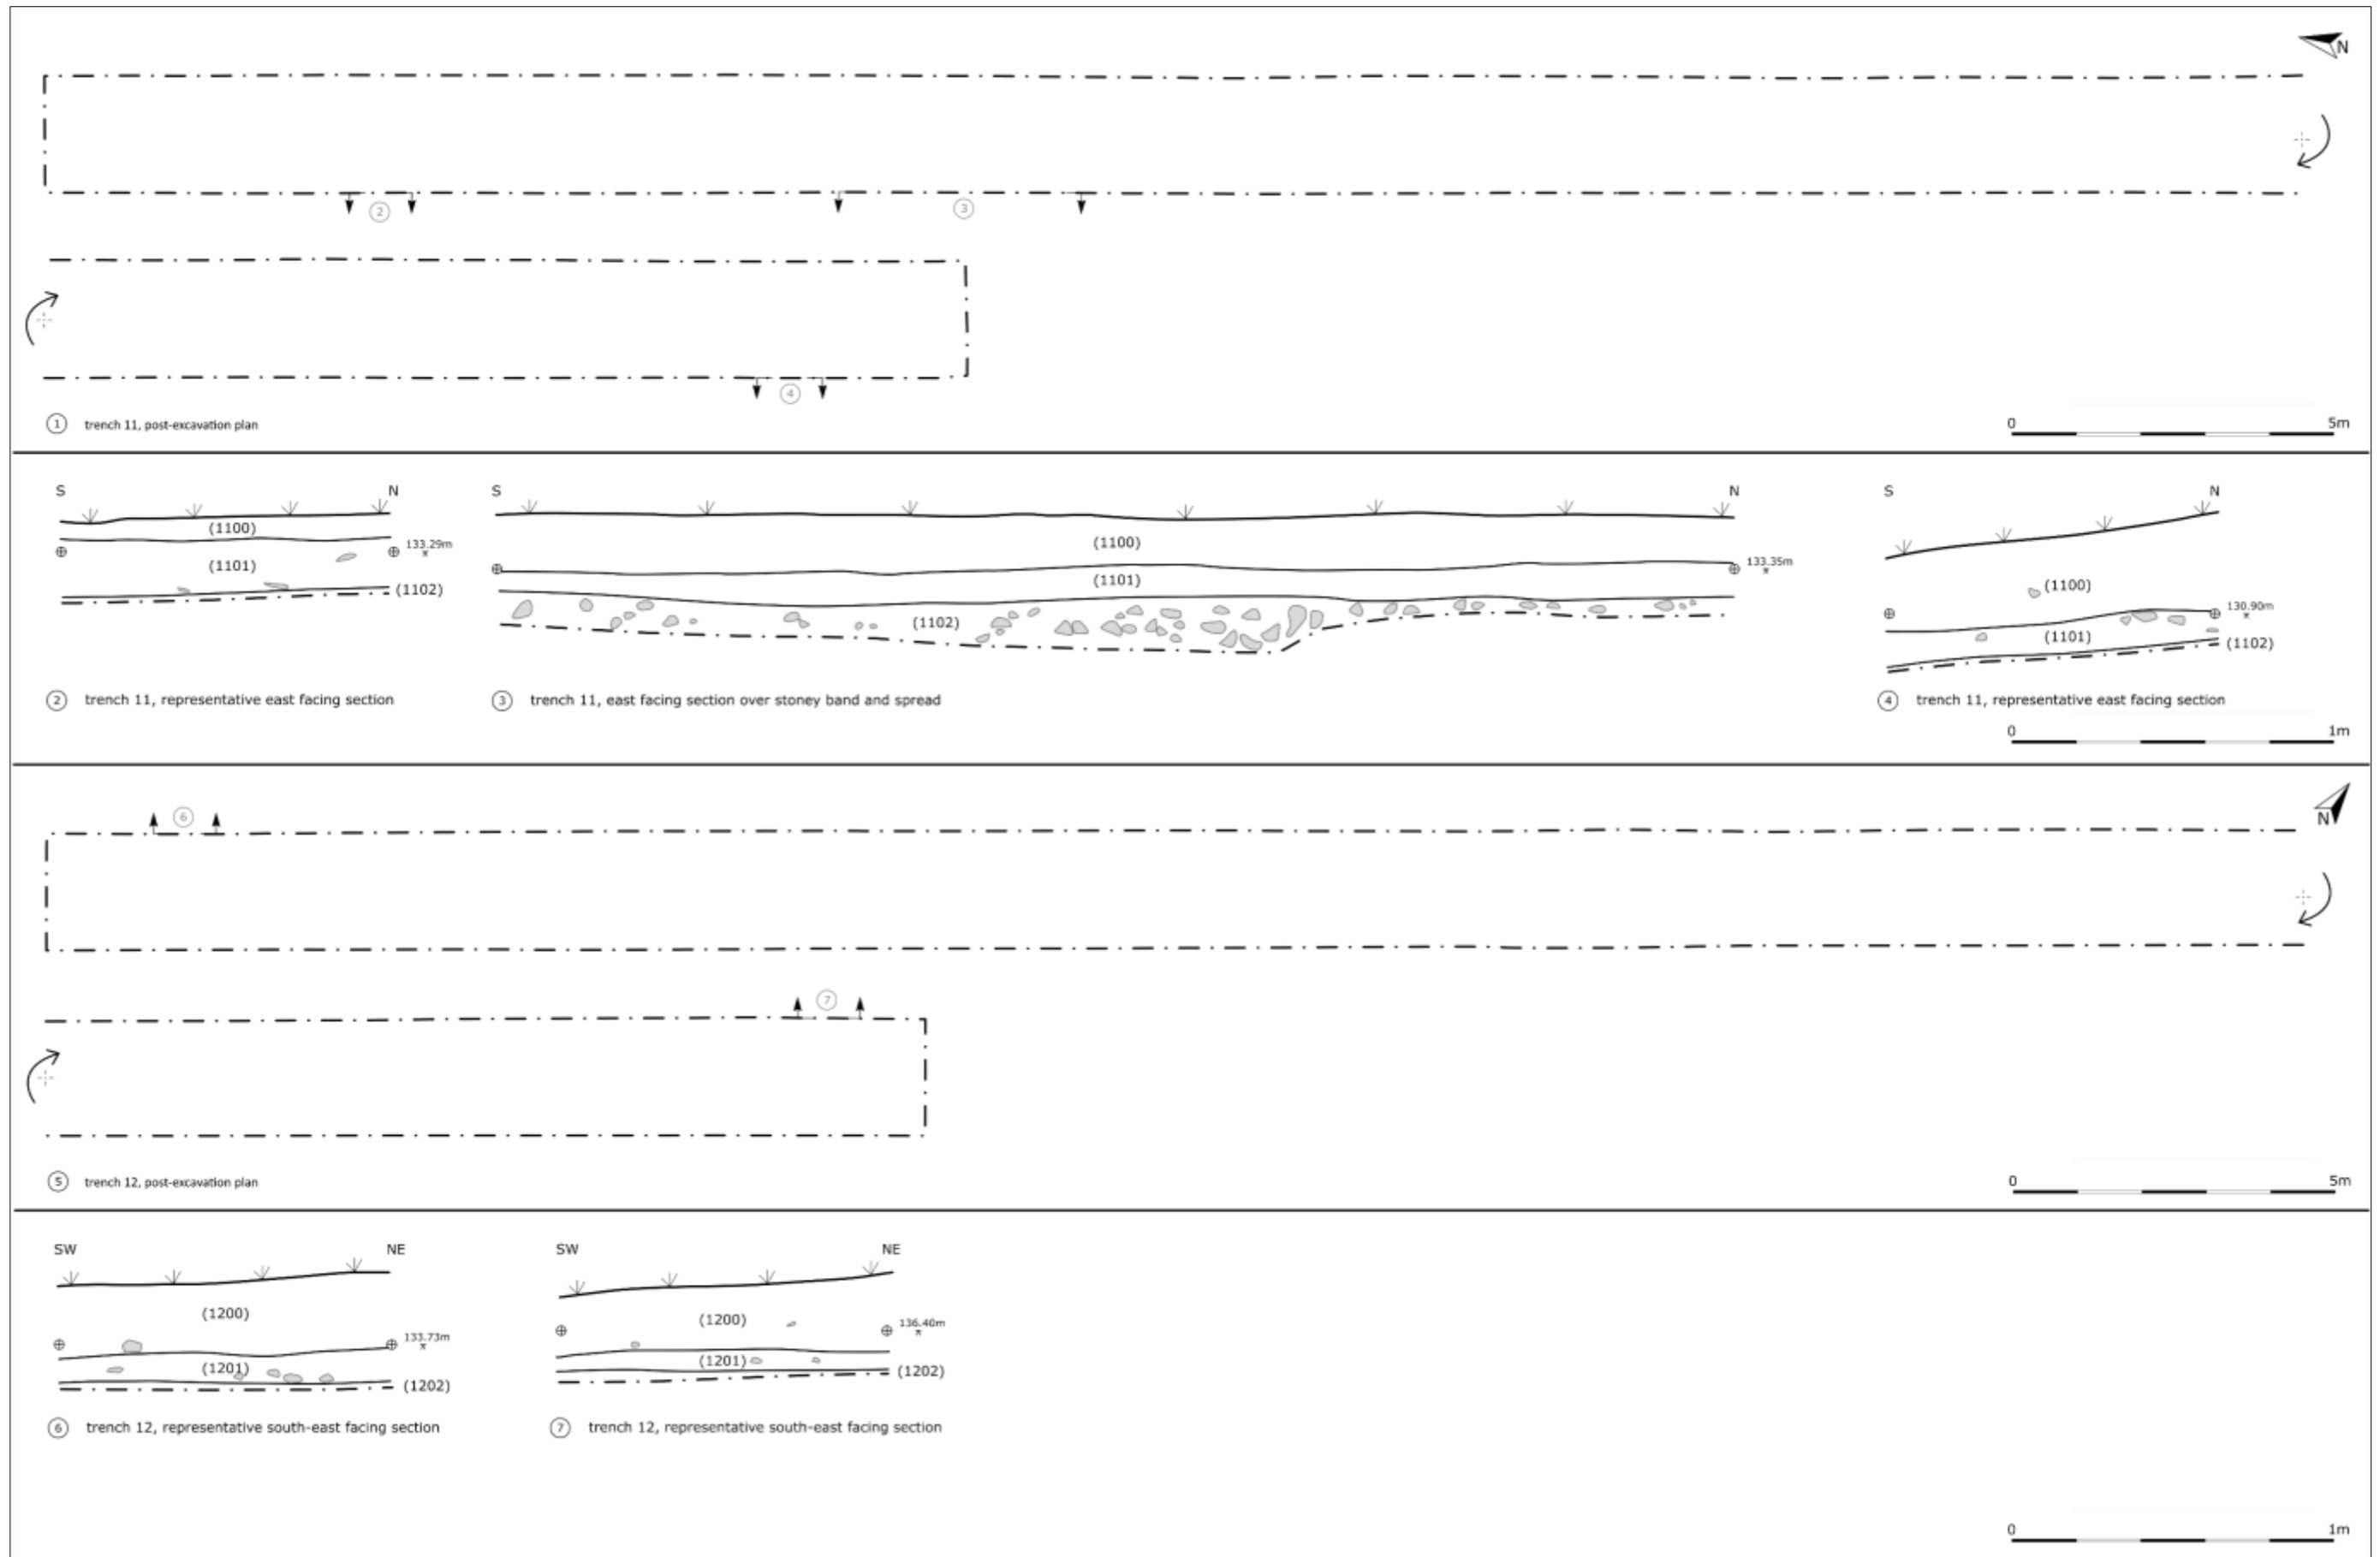 N
2
3
4
1 trench 11, post-excavation plan
0 5m
S N
(1100)
133.29m
(1101)
(1102)
2 trench 11, representative east facing section
S N
(1100)
133.35m
(1101)
(1102)
3 trench 11, east facing section over stoney band and spread
S N
(1100)
130.90m
(1101)
(1102)
4 trench 11, representative east facing section
0 1m
6
N
7
5 trench 12, post-excavation plan
0 5m
SW NE
(1200)
133.73m
(1201)
(1202)
6 trench 12, representative south-east facing section
SW NE
(1200)
136.40m
(1201)
(1202)
7 trench 12, representative south-east facing section
0 1m